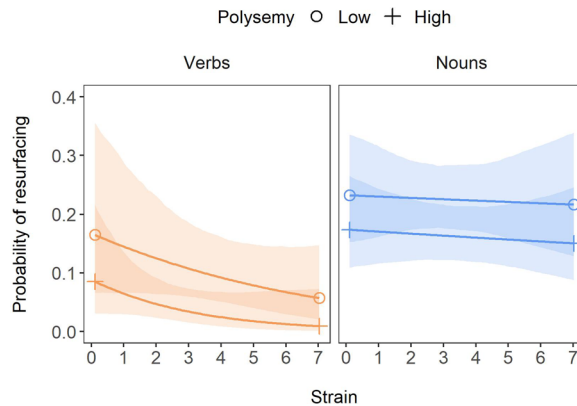 Polysemy Low High
Verbs Nouns
Probability of resurfacing
0.4
0.3
0.2
0.1
0.0
0 1 2 3 4 5 6 7 0 1 2 3 4 5 6 7
Strain